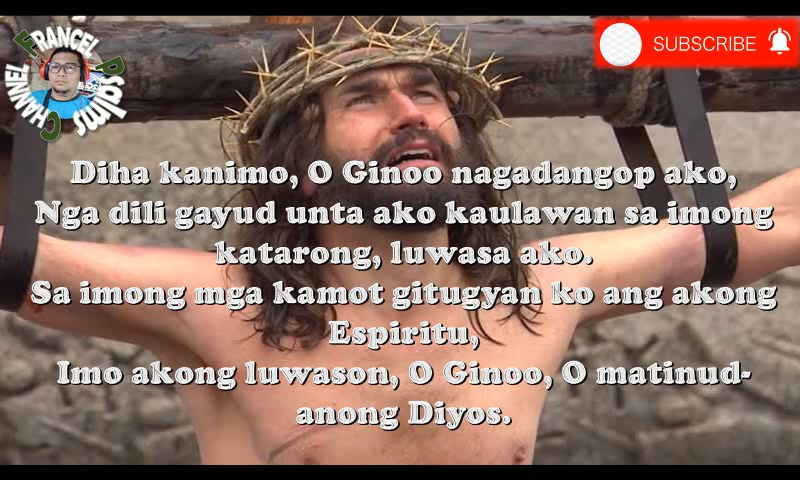 FRANCEL Psalms CHANNEL
SUBSCRIBE
Diha kanimo, O Ginoo nagadangop ako,
Nga dili gayud unta ako kaulawan sa imong
katarong, luwasa ako.
Sa imong mga kamot gitugyan ko ang akong
Espiritu,
Imo akong luwason, O Ginoo, O matinud-
anong Diyos.